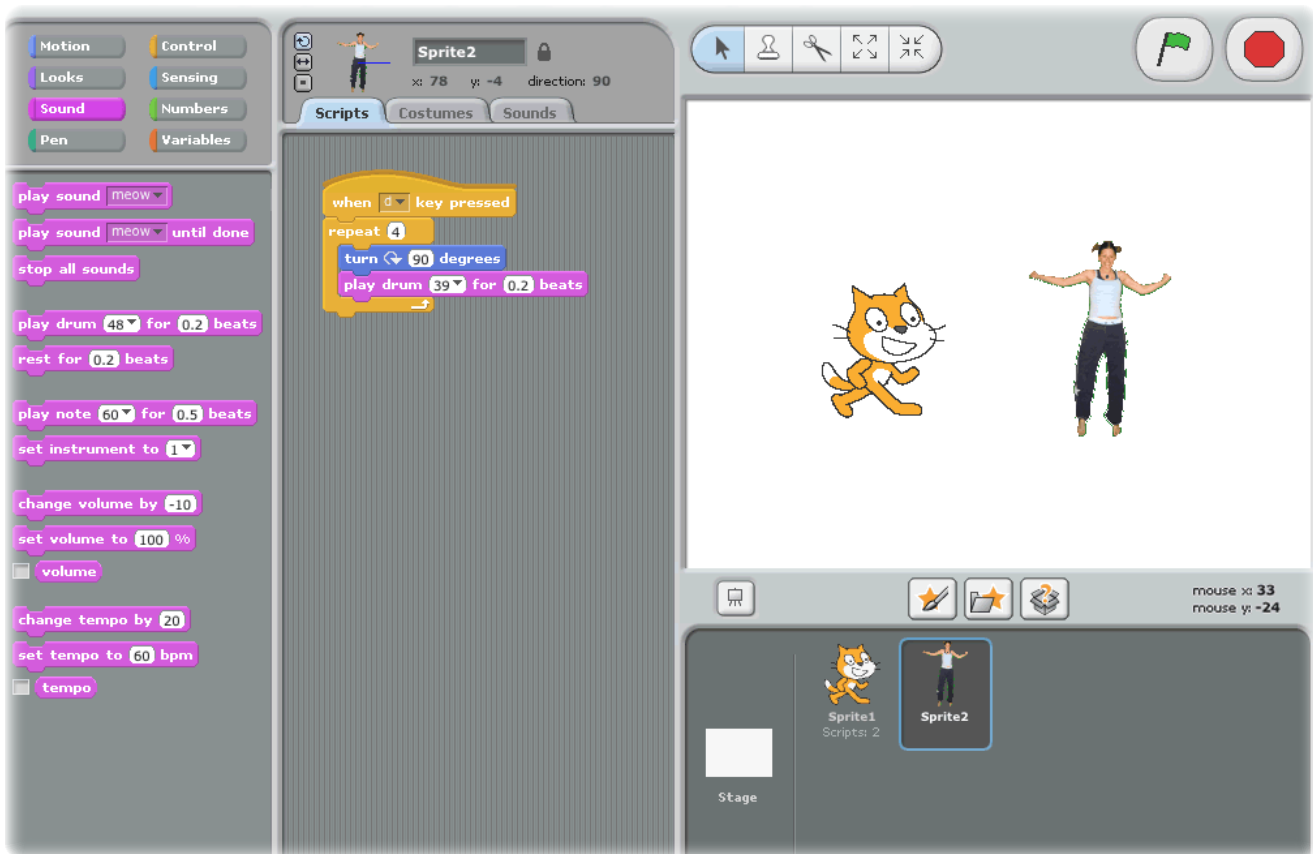 Motion Control
Looks Sensing
Sound Numbers
Pen Variables
play sound meow
play sound meow until done
stop all sounds
play drum 48 for 0.2 beats
rest for 0.2 beats
play note 60 for 0.5 beats
set instrument to 1
change volume by -10
set volume to 100 %
volume
change tempo by 20
set tempo to 60 bpm
tempo
Sprite2
x: 78 y: -4 direction: 90
Scripts Costumes Sounds
when d key pressed
repeat 4
turn 90 degrees
play drum 39 for 0.2 beats
mouse x: 33
mouse y: -24
Sprite1
Scripts: 2
Sprite2
Stage